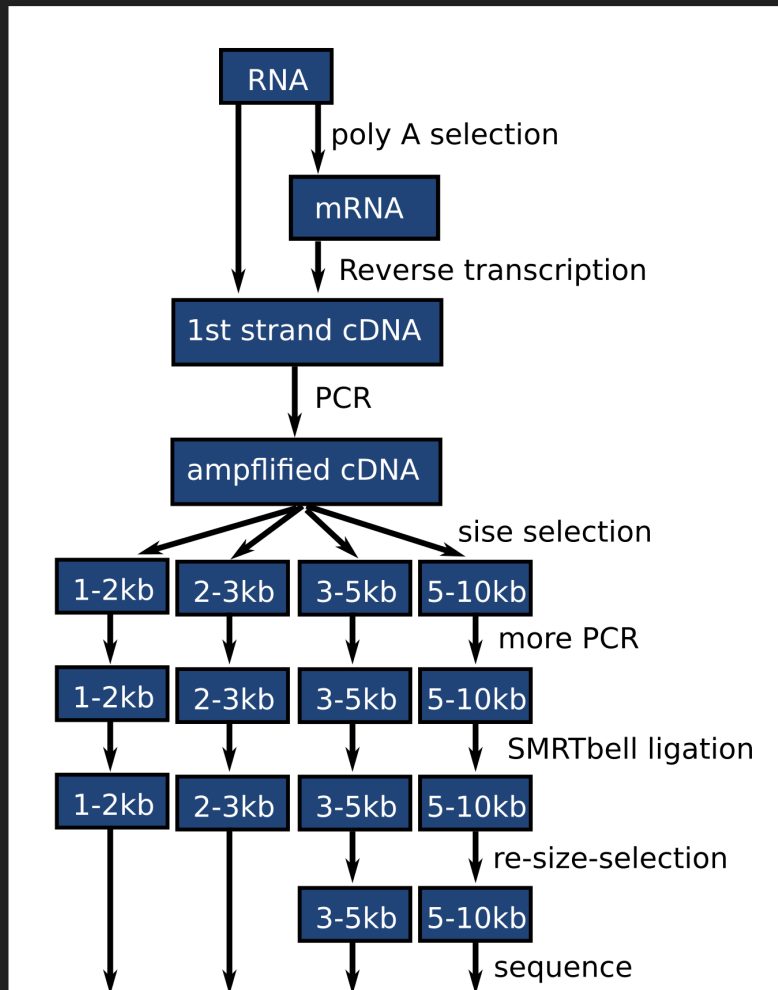 RNA
poly A selection
mRNA
Reverse transcription
1st strand cDNA
PCR
ampflified cDNA
sise selection
1-2kb 2-3kb 3-5kb 5-10kb
more PCR
1-2kb 2-3kb 3-5kb 5-10kb
SMRTbell ligation
1-2kb 2-3kb 3-5kb 5-10kb
re-size-selection
3-5kb 5-10kb
sequence